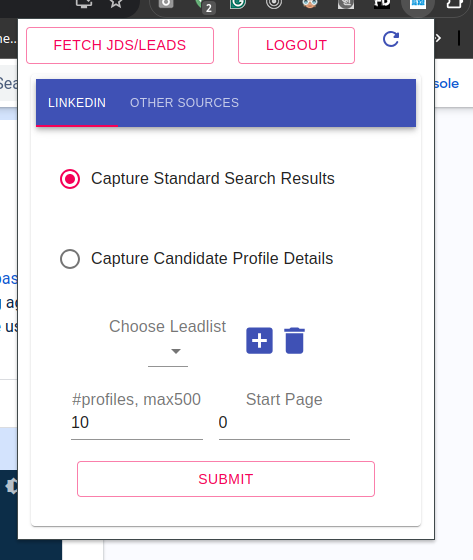 2
FETCH JDS/LEADS
LOGOUT
LINKEDIN
OTHER SOURCES
Capture Standard Search Results
Capture Candidate Profile Details
Choose Leadlist
#profiles, max500
Start Page
10
0
SUBMIT